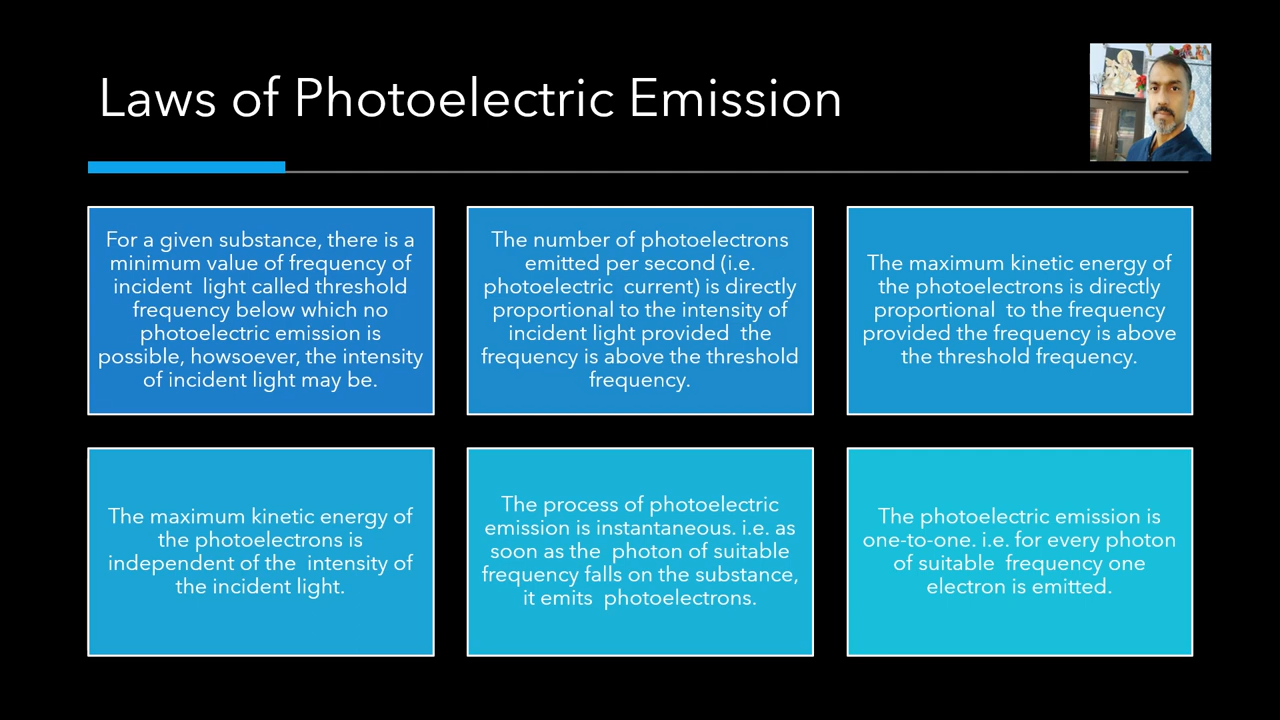 Laws of Photoelectric Emission
For a given substance, there is a
minimum value of frequency of
incident light called threshold
frequency below which no
photoelectric emission is
possible, howsoever, the intensity
of incident light may be.
The number of photoelectrons
emitted per second (i.e.
photoelectric current) is directly
proportional to the intensity of
incident light provided the
frequency is above the threshold
frequency.
The maximum kinetic energy of
the photoelectrons is directly
proportional to the frequency
provided the frequency is above
the threshold frequency.
The maximum kinetic energy of
the photoelectrons is
independent of the intensity of
the incident light.
The process of photoelectric
emission is instantaneous. i.e. as
soon as the photon of suitable
frequency falls on the substance,
it emits photoelectrons.
The photoelectric emission is
one-to-one. i.e. for every photon
of suitable frequency one
electron is emitted.